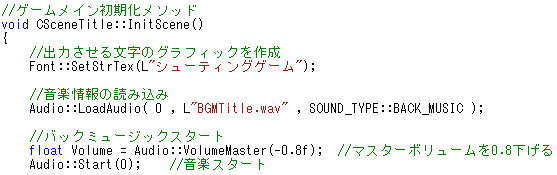 //ゲームメイン初期化メソッド
void CSceneTitle::InitScene()
{
//出力させる文字のグラフィックを作成
Font::SetStrTex(L"シューティングゲーム");
//音楽情報の読み込み
Audio::LoadAudio( 0 , L"BGMTitle.wav" , SOUND_TYPE::BACK_MUSIC );
//バックミュージックスタート
float Volume = Audio::VolumeMaster(-0.8f); //マスターボリュームを0.8下げる
Audio::Start(0); //音楽スタート